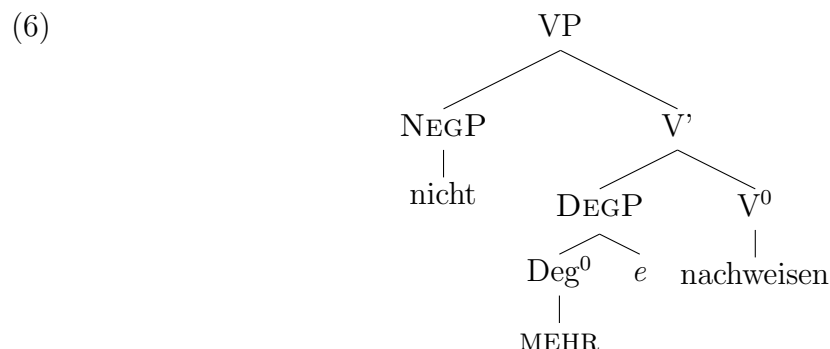 (6)
VP
NEGP V’
nicht DEGP V⁰
Deg⁰ e nachweisen
MEHR